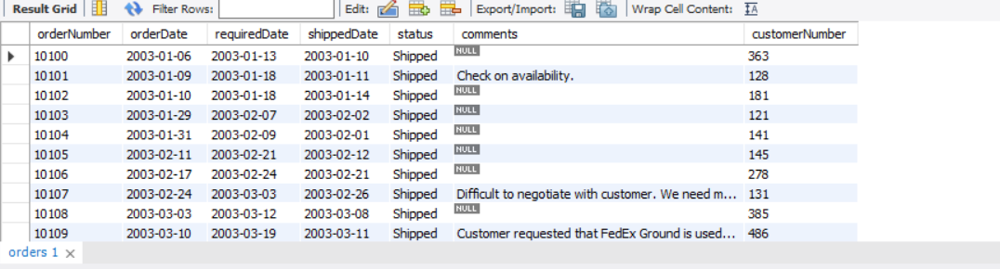 Result Grid Filter Rows: Edit: Export/Import: Wrap Cell Content: IA
orderNumber orderDate requiredDate shippedDate status comments customerNumber
10100 2003-01-06 2003-01-13 2003-01-10 Shipped NULL 363
10101 2003-01-09 2003-01-18 2003-01-11 Shipped Check on availability. 128
10102 2003-01-10 2003-01-18 2003-01-14 Shipped NULL 181
10103 2003-01-29 2003-02-07 2003-02-02 Shipped NULL 121
10104 2003-01-31 2003-02-09 2003-02-01 Shipped NULL 141
10105 2003-02-11 2003-02-21 2003-02-12 Shipped NULL 145
10106 2003-02-17 2003-02-24 2003-02-21 Shipped NULL 278
10107 2003-02-24 2003-03-03 2003-02-26 Shipped Difficult to negotiate with customer. We need m... 131
10108 2003-03-03 2003-03-12 2003-03-08 Shipped NULL 385
10109 2003-03-10 2003-03-19 2003-03-11 Shipped Customer requested that FedEx Ground is used... 486
orders 1